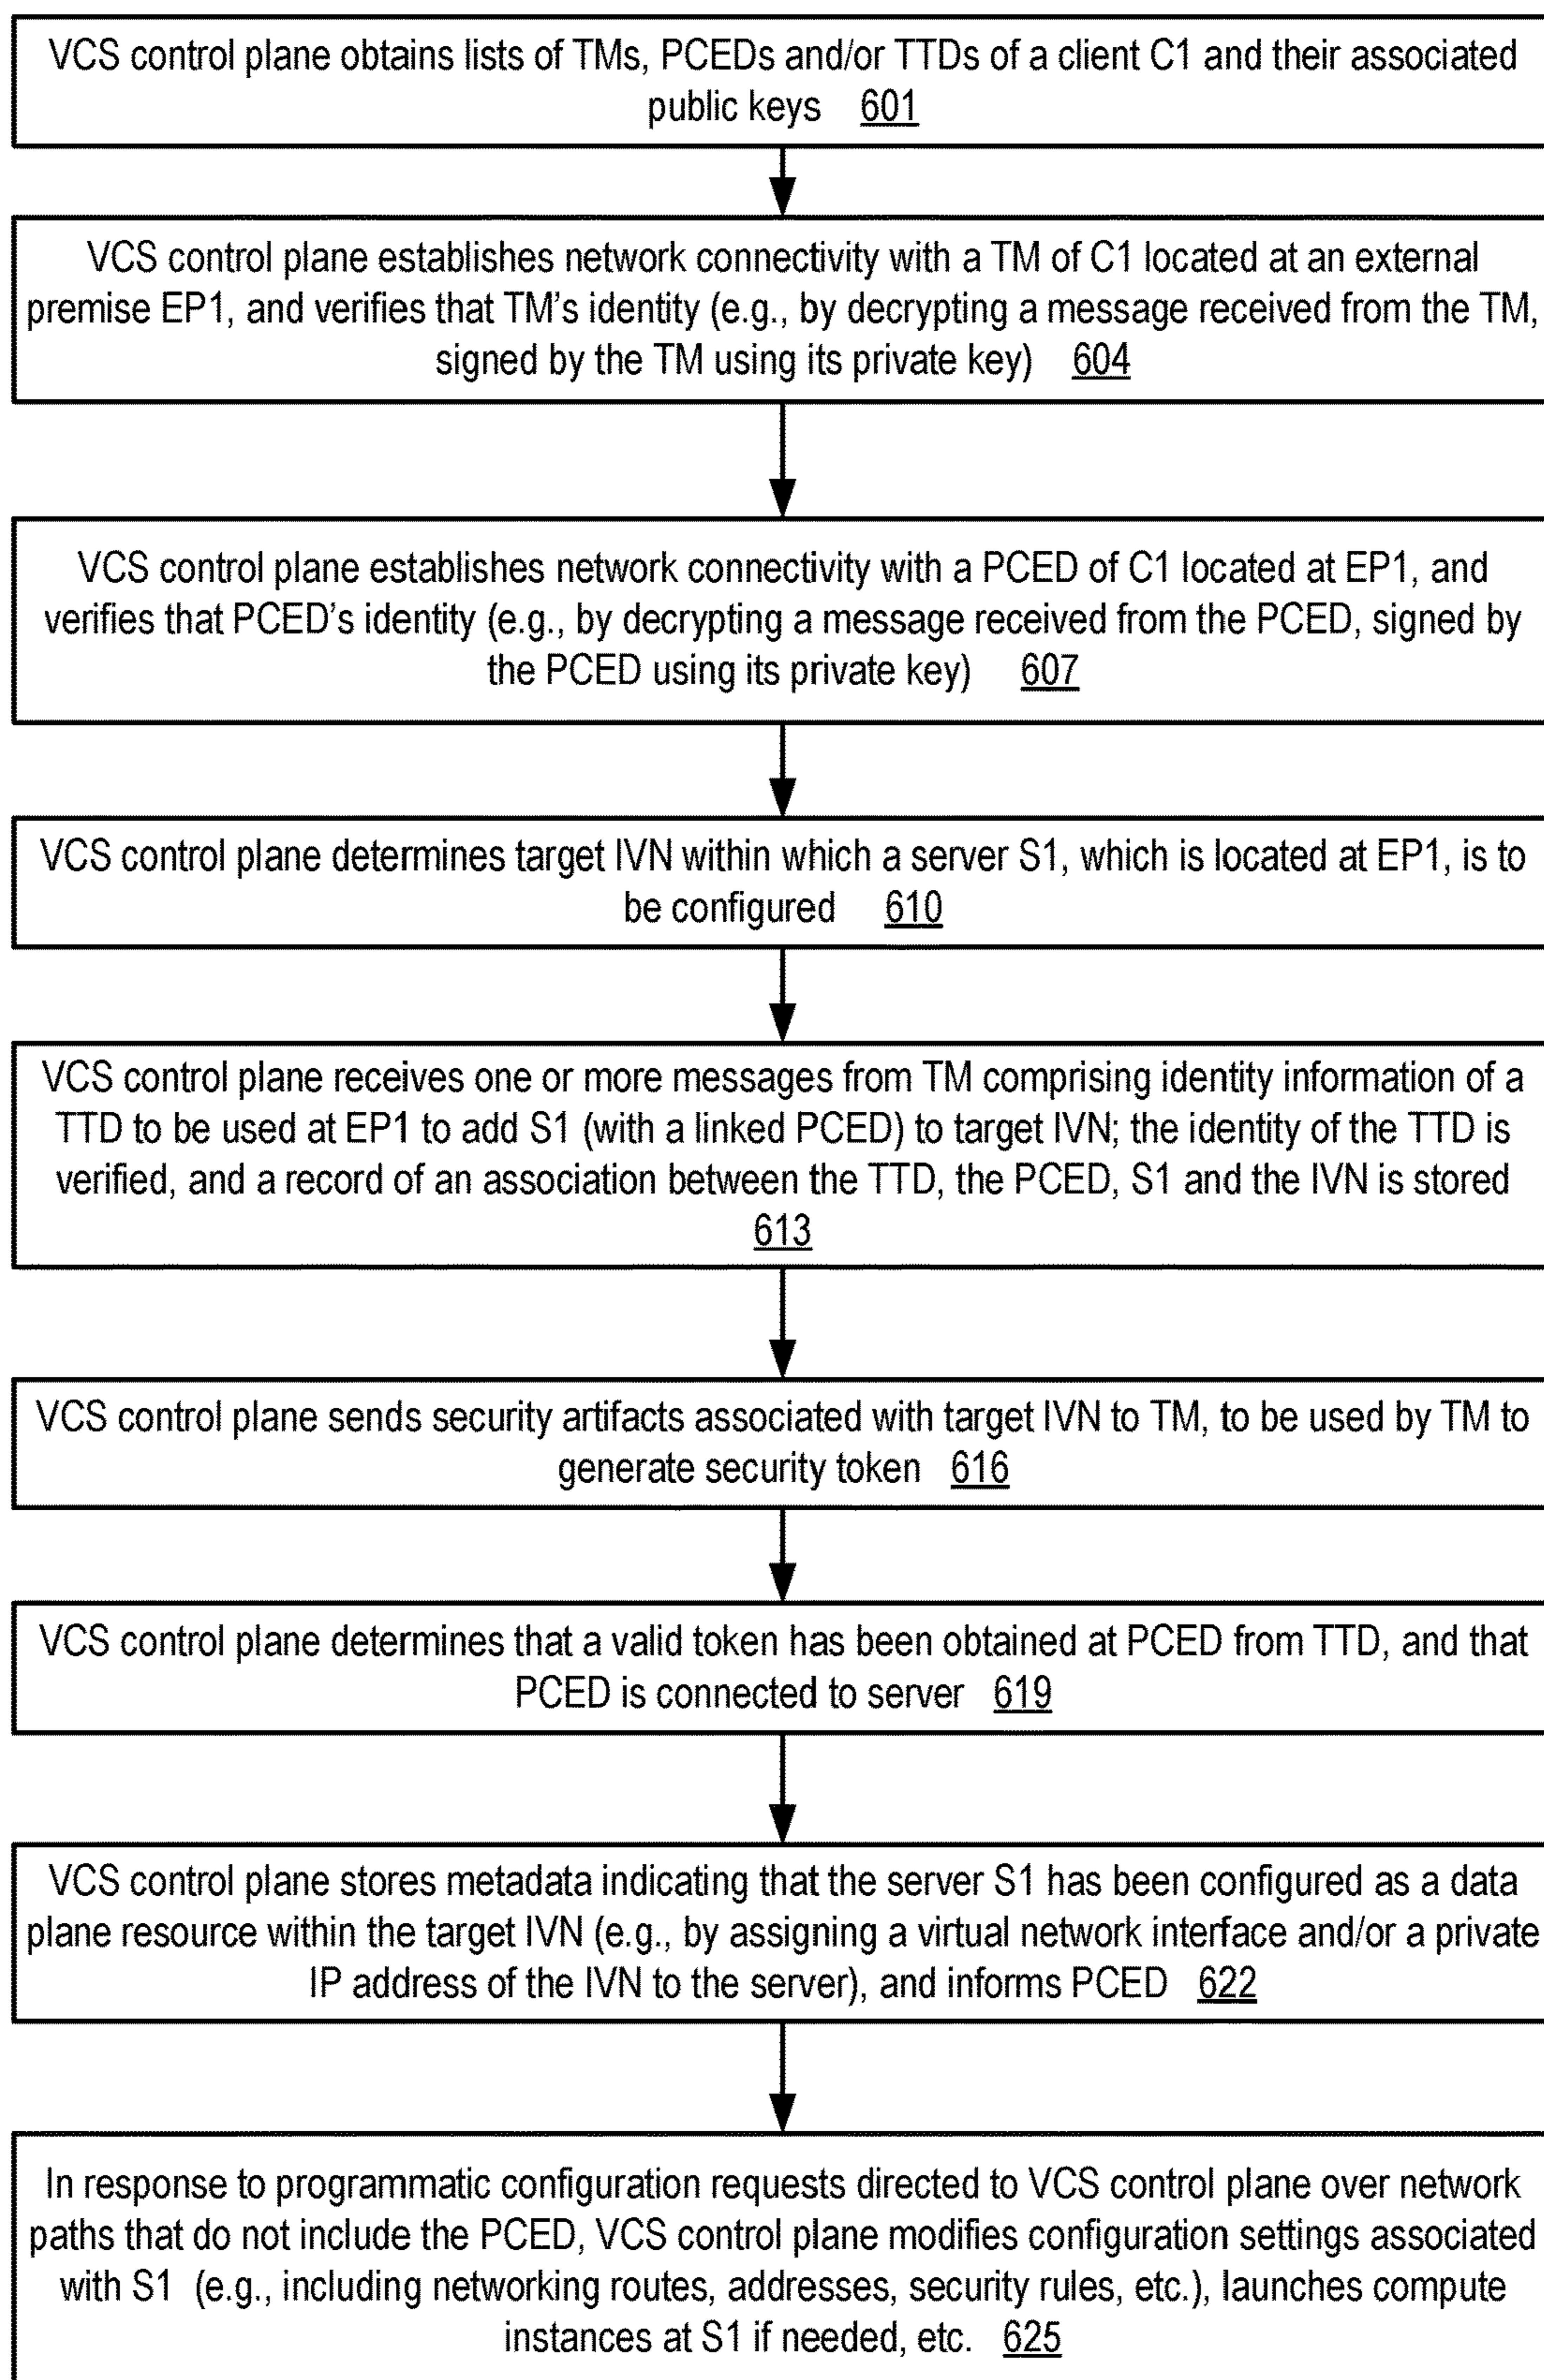 VCS control plane obtains lists of TMs, PCEDs and/or TTDs of a client C1 and their associated
public keys 601
VCS control plane establishes network connectivity with a TM of C1 located at an external
premise EP1, and verifies that TM's identity (e.g., by decrypting a message received from the TM,
signed by the TM using its private key) 604
VCS control plane establishes network connectivity with a PCED of C1 located at EP1, and
verifies that PCED's identity (e.g., by decrypting a message received from the PCED, signed by
the PCED using its private key) 607
VCS control plane determines target IVN within which a server S1, which is located at EP1, is to
be configured 610
VCS control plane receives one or more messages from TM comprising identity information of a
TTD to be used at EP1 to add S1 (with a linked PCED) to target IVN; the identity of the TTD is
verified, and a record of an association between the TTD, the PCED, S1 and the IVN is stored
613
VCS control plane sends security artifacts associated with target IVN to TM, to be used by TM to
generate security token 616
VCS control plane determines that a valid token has been obtained at PCED from TTD, and that
PCED is connected to server 619
VCS control plane stores metadata indicating that the server S1 has been configured as a data
plane resource within the target IVN (e.g., by assigning a virtual network interface and/or a private
IP address of the IVN to the server), and informs PCED 622
In response to programmatic configuration requests directed to VCS control plane over network
paths that do not include the PCED, VCS control plane modifies configuration settings associated
with S1 (e.g., including networking routes, addresses, security rules, etc.), launches compute
instances at S1 if needed, etc. 625